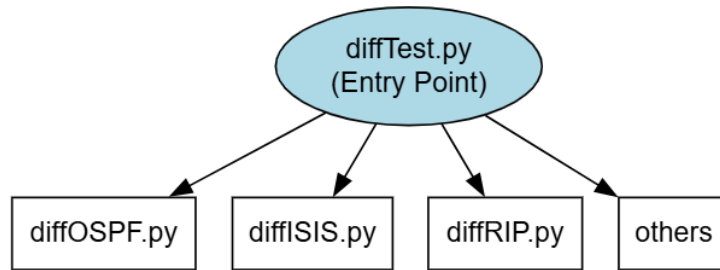 diffTest.py
(Entry Point)
diffOSPF.py
diffISIS.py
diffRIP.py
others